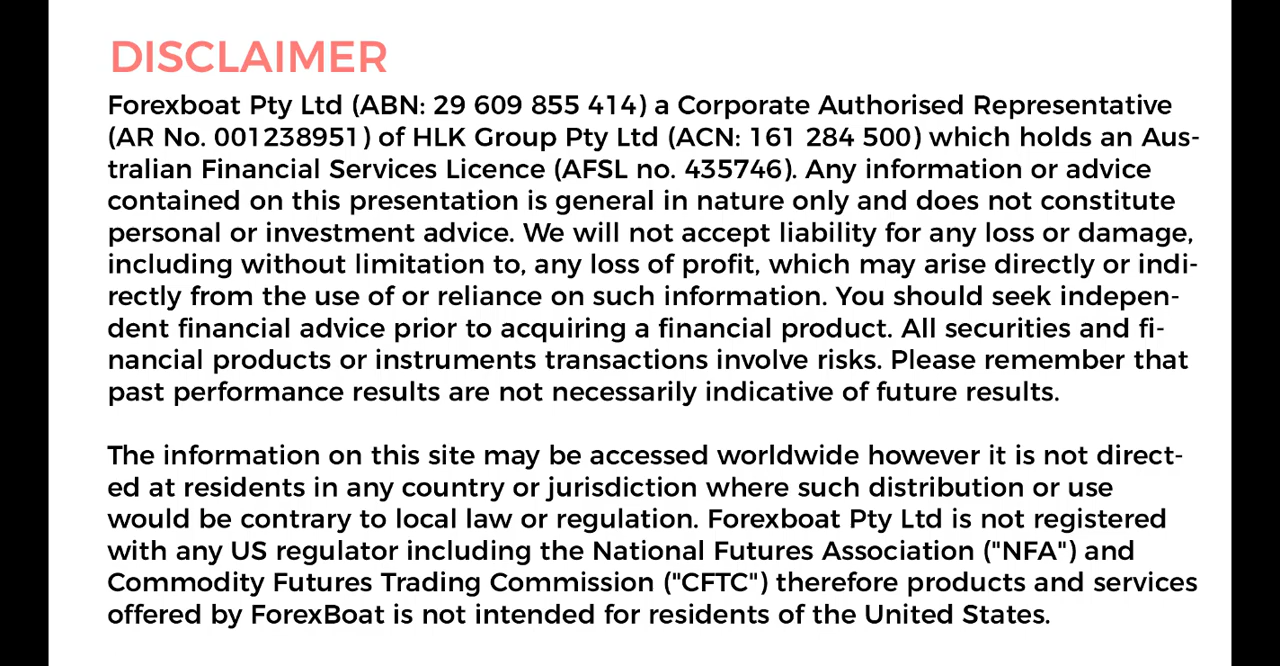 DISCLAIMER
Forexboat Pty Ltd (ABN: 29 609 855 414) a Corporate Authorised Representative
(AR No. 001238951) of HLK Group Pty Ltd (ACN: 161 284 500) which holds an Aus-
tralian Financial Services Licence (AFSL no. 435746). Any information or advice
contained on this presentation is general in nature only and does not constitute
personal or investment advice. We will not accept liability for any loss or damage,
including without limitation to, any loss of profit, which may arise directly or indi-
rectly from the use of or reliance on such information. You should seek indepen-
dent financial advice prior to acquiring a financial product. All securities and fi-
nancial products or instruments transactions involve risks. Please remember that
past performance results are not necessarily indicative of future results.
The information on this site may be accessed worldwide however it is not direct-
ed at residents in any country or jurisdiction where such distribution or use
would be contrary to local law or regulation. Forexboat Pty Ltd is not registered
with any US regulator including the National Futures Association ("NFA") and
Commodity Futures Trading Commission ("CFTC") therefore products and services
offered by ForexBoat is not intended for residents of the United States.